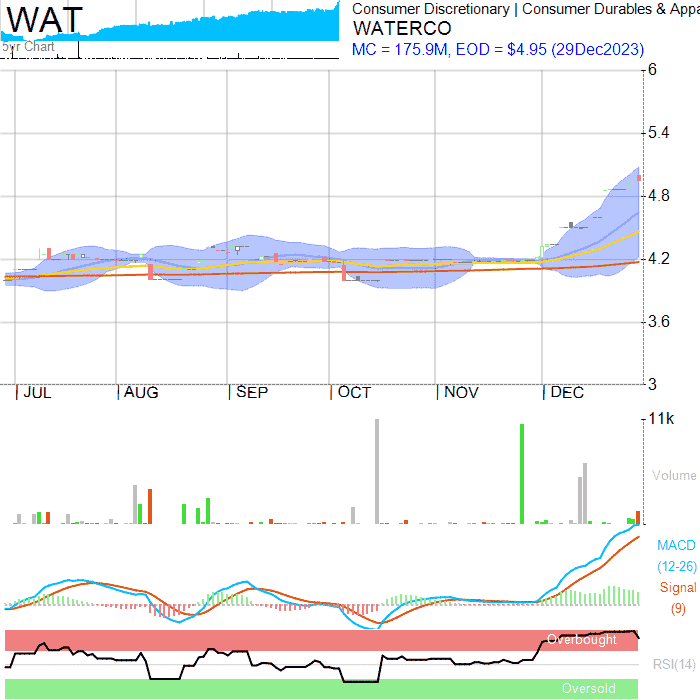 WAT
5yr Chart
Consumer Discretionary | Consumer Durables & Appa
WATERCO
MC = 175.9M, EOD = $4.95 (29Dec2023)
6
5.4
4.8
4.2
3.6
3
JUL AUG SEP OCT NOV DEC
11k
Volume
MACD
(12-26)
Signal
(9)
Overbought
RSI(14)
Oversold